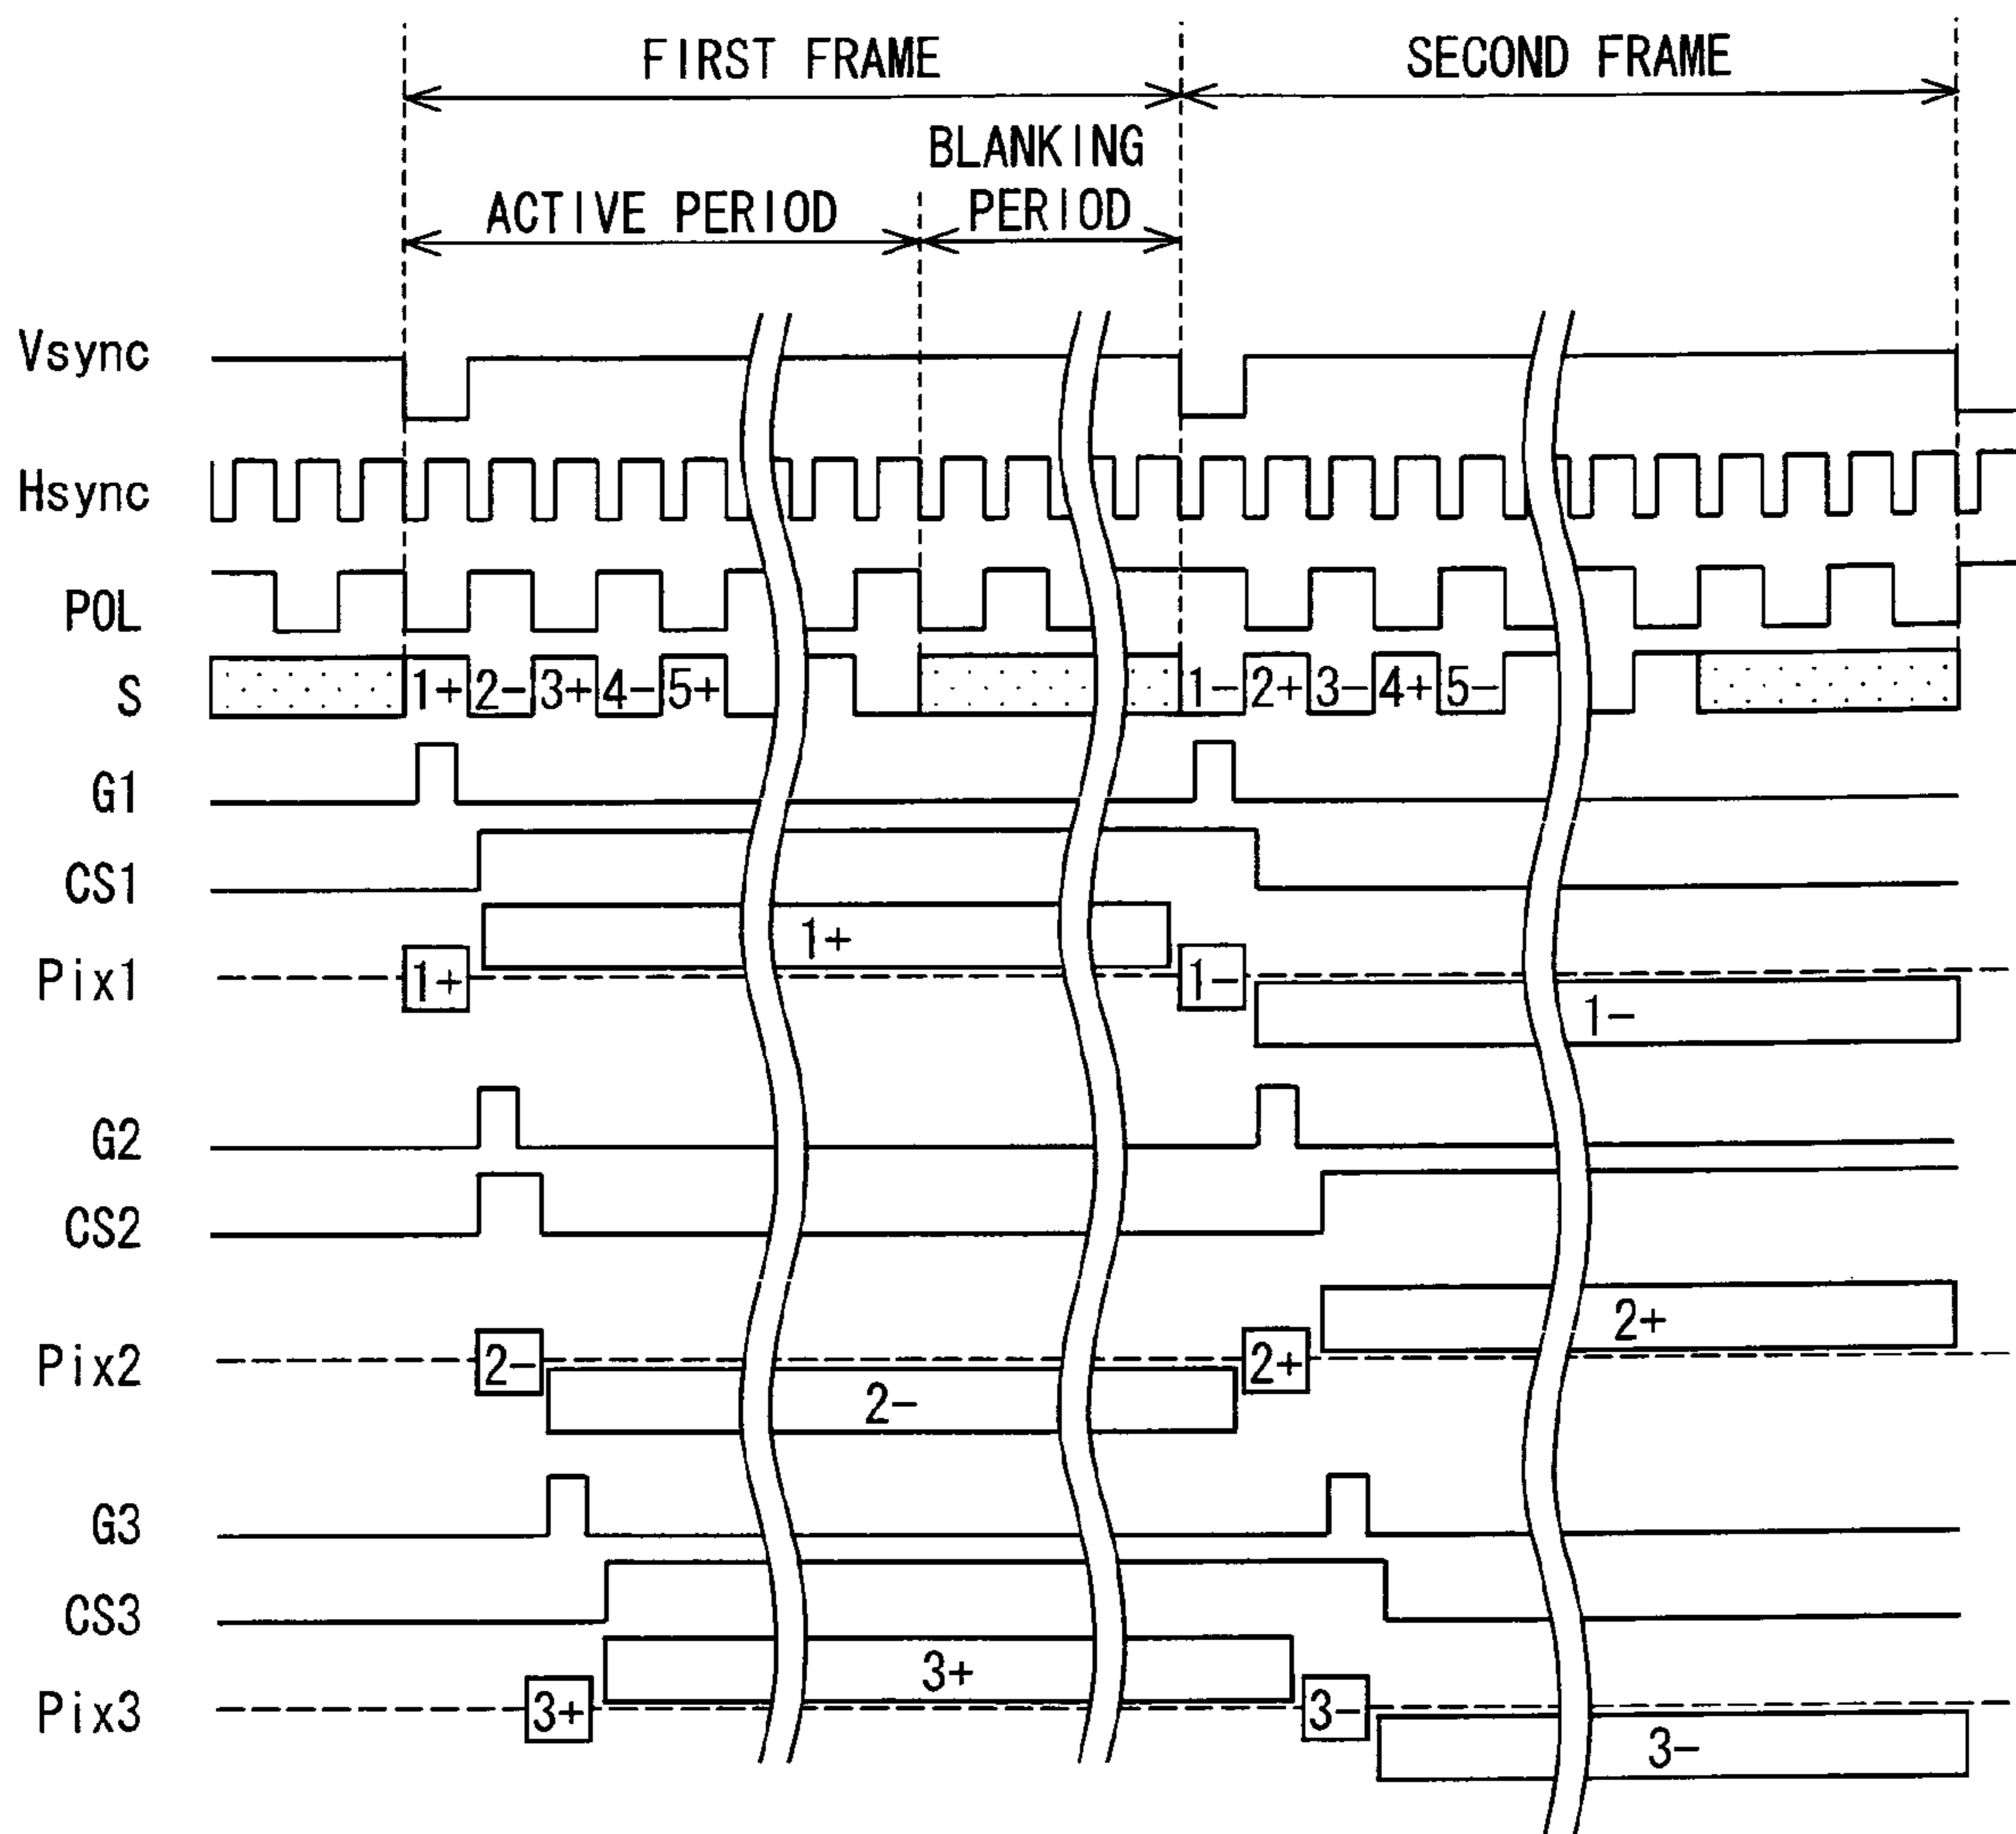 FIRST FRAME SECOND FRAME
BLANKING
ACTIVE PERIOD PERIOD
Vsync
Hsync
POL
S 1+ 2- 3+ 4- 5+ 1- 2+ 3- 4+ 5-
G1
CS1
1+
Pix1 1+ 1-
1-
G2
CS2
2+
Pix2 2- 2+
2-
G3
CS3
3+
Pix3 3+ 3-
3-